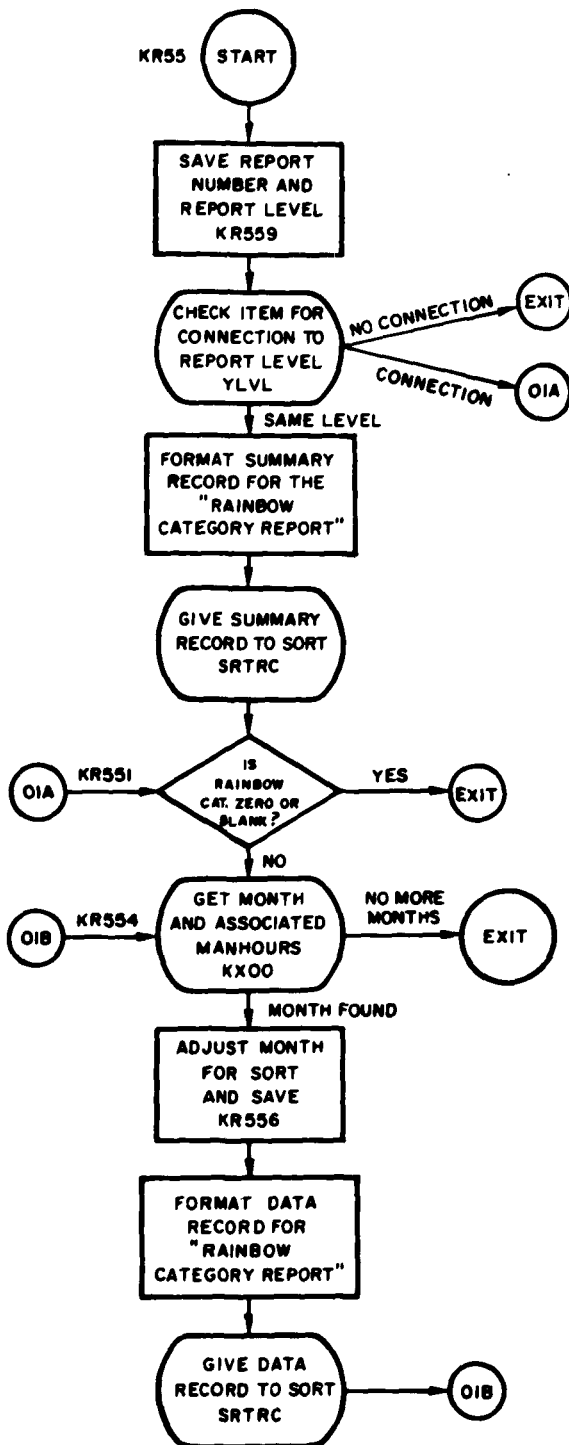 KR55
START
SAVE REPORT
NUMBER AND
REPORT LEVEL
KR559
CHECK ITEM FOR
CONNECTION TO
REPORT LEVEL
YLVL
NO CONNECTION
EXIT
CONNECTION
01A
SAME LEVEL
FORMAT SUMMARY
RECORD FOR THE
"RAINBOW
CATEGORY REPORT"
GIVE SUMMARY
RECORD TO SORT
SRTRC
01A
KR551
IS
RAINBOW
CAT. ZERO OR
BLANK?
YES
EXIT
NO
01B
KR554
GET MONTH
AND ASSOCIATED
MANHOURS
KX00
NO MORE
MONTHS
EXIT
MONTH FOUND
ADJUST MONTH
FOR SORT
AND SAVE
KR556
FORMAT DATA
RECORD FOR
"RAINBOW
CATEGORY REPORT"
GIVE DATA
RECORD TO SORT
SRTRC
01B